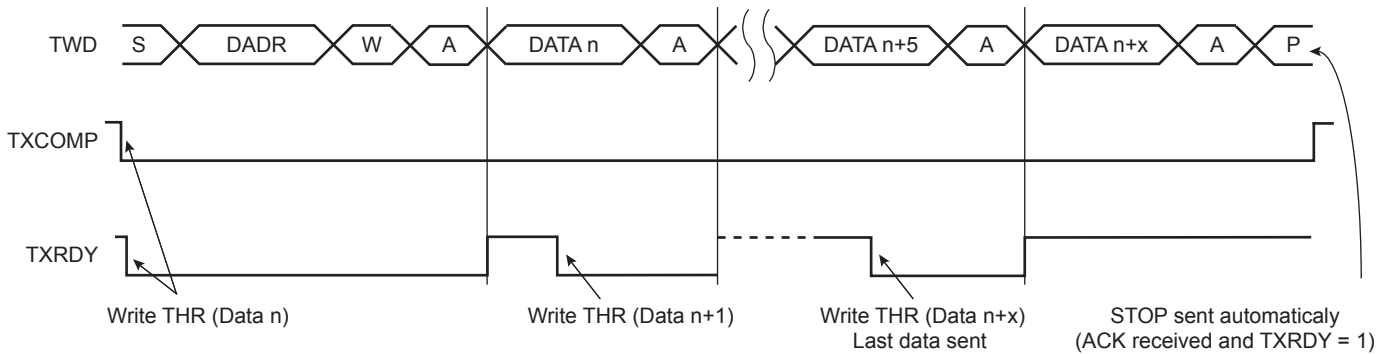 TWD S DADR W A DATA n A DATA n+5 A DATA n+x A P
TXCOMP
TXRDY
Write THR (Data n) Write THR (Data n+1) Write THR (Data n+x) STOP sent automaticaly
Last data sent (ACK received and TXRDY = 1)